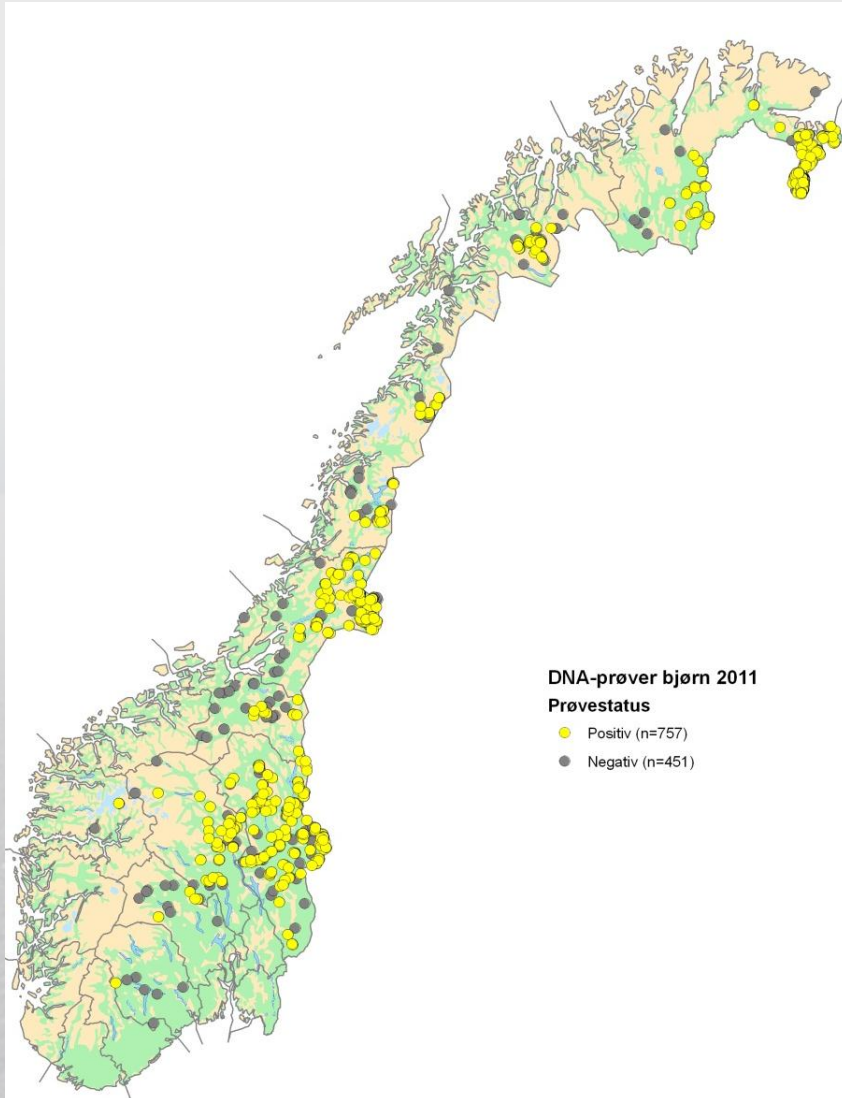 DNA-prøver bjørn 2011
Prøvestatus
Positiv (n=757)
Negativ (n=451)